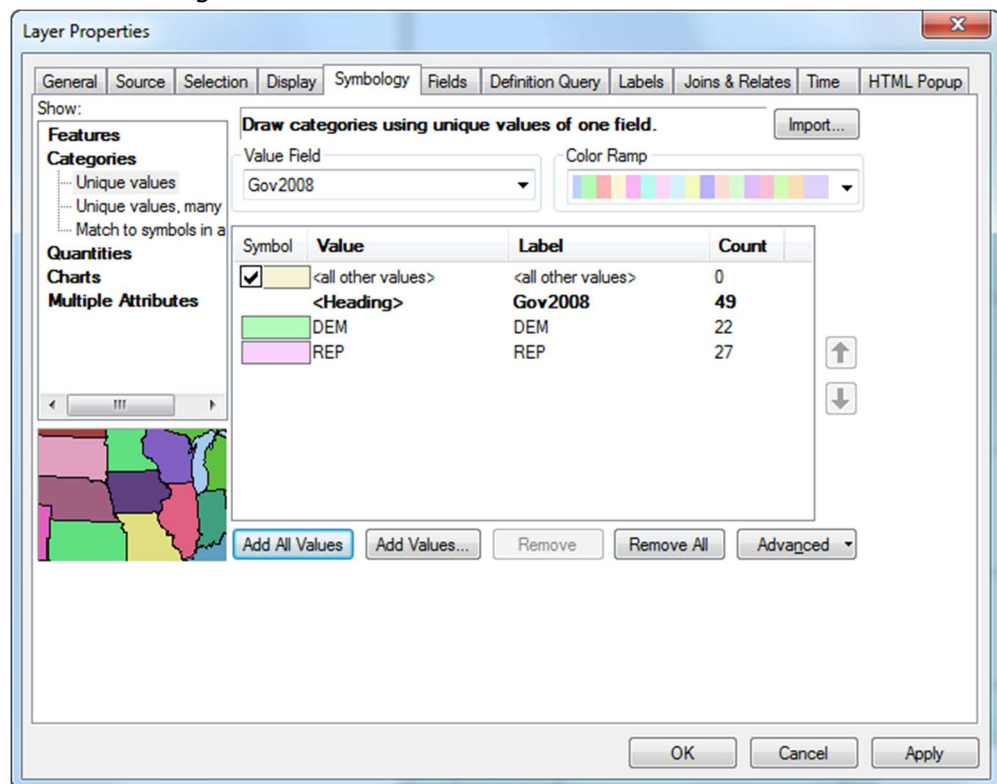 Layer Properties
General Source Selection Display Symbology Fields Definition Query Labels Joins & Relates Time HTML Popup
Show:
Features
Categories
Unique values
Unique values, many
Match to symbols in a
Quantities
Charts
Multiple Attributes
Draw categories using unique values of one field.
Import...
Value Field
Gov2008
Color Ramp
Symbol Value Label Count
<all other values> <all other values> 0
<Heading> Gov2008 49
DEM DEM 22
REP REP 27
Add All Values Add Values... Remove Remove All Advanced
OK Cancel Apply